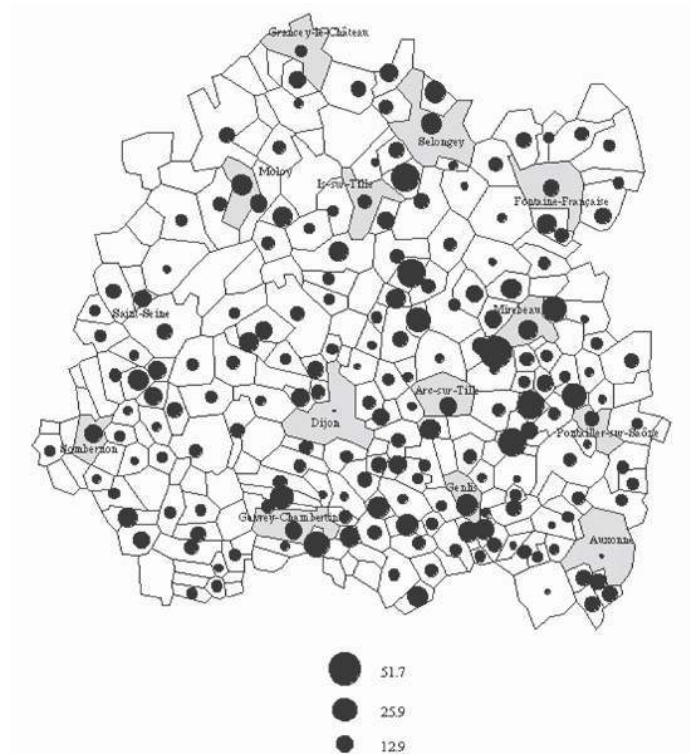 Grancey-le-Château
Selongey
Moloy
Is-sur-Tille
Fontaine-Française
Saint-Seine
Mirebeau
Arc-sur-Tille
Dijon
Pontailler-sur-Saône
Sombernon
Genlis
Gevrey-Chambertin
Auxonne
51.7
25.9
12.9